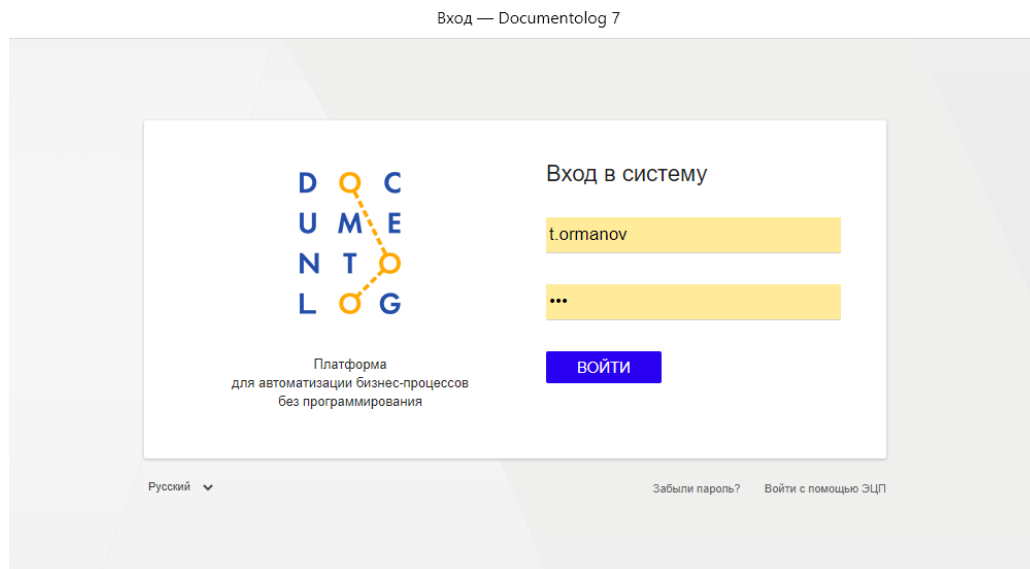 Вход — Documentolog 7
D O C
U M E
N T O
L O G
Платформа
для автоматизации бизнес-процессов
без программирования
Вход в систему
t.ormanov
•••
ВОЙТИ
Русский
Забыли пароль? Войти с помощью ЭЦП